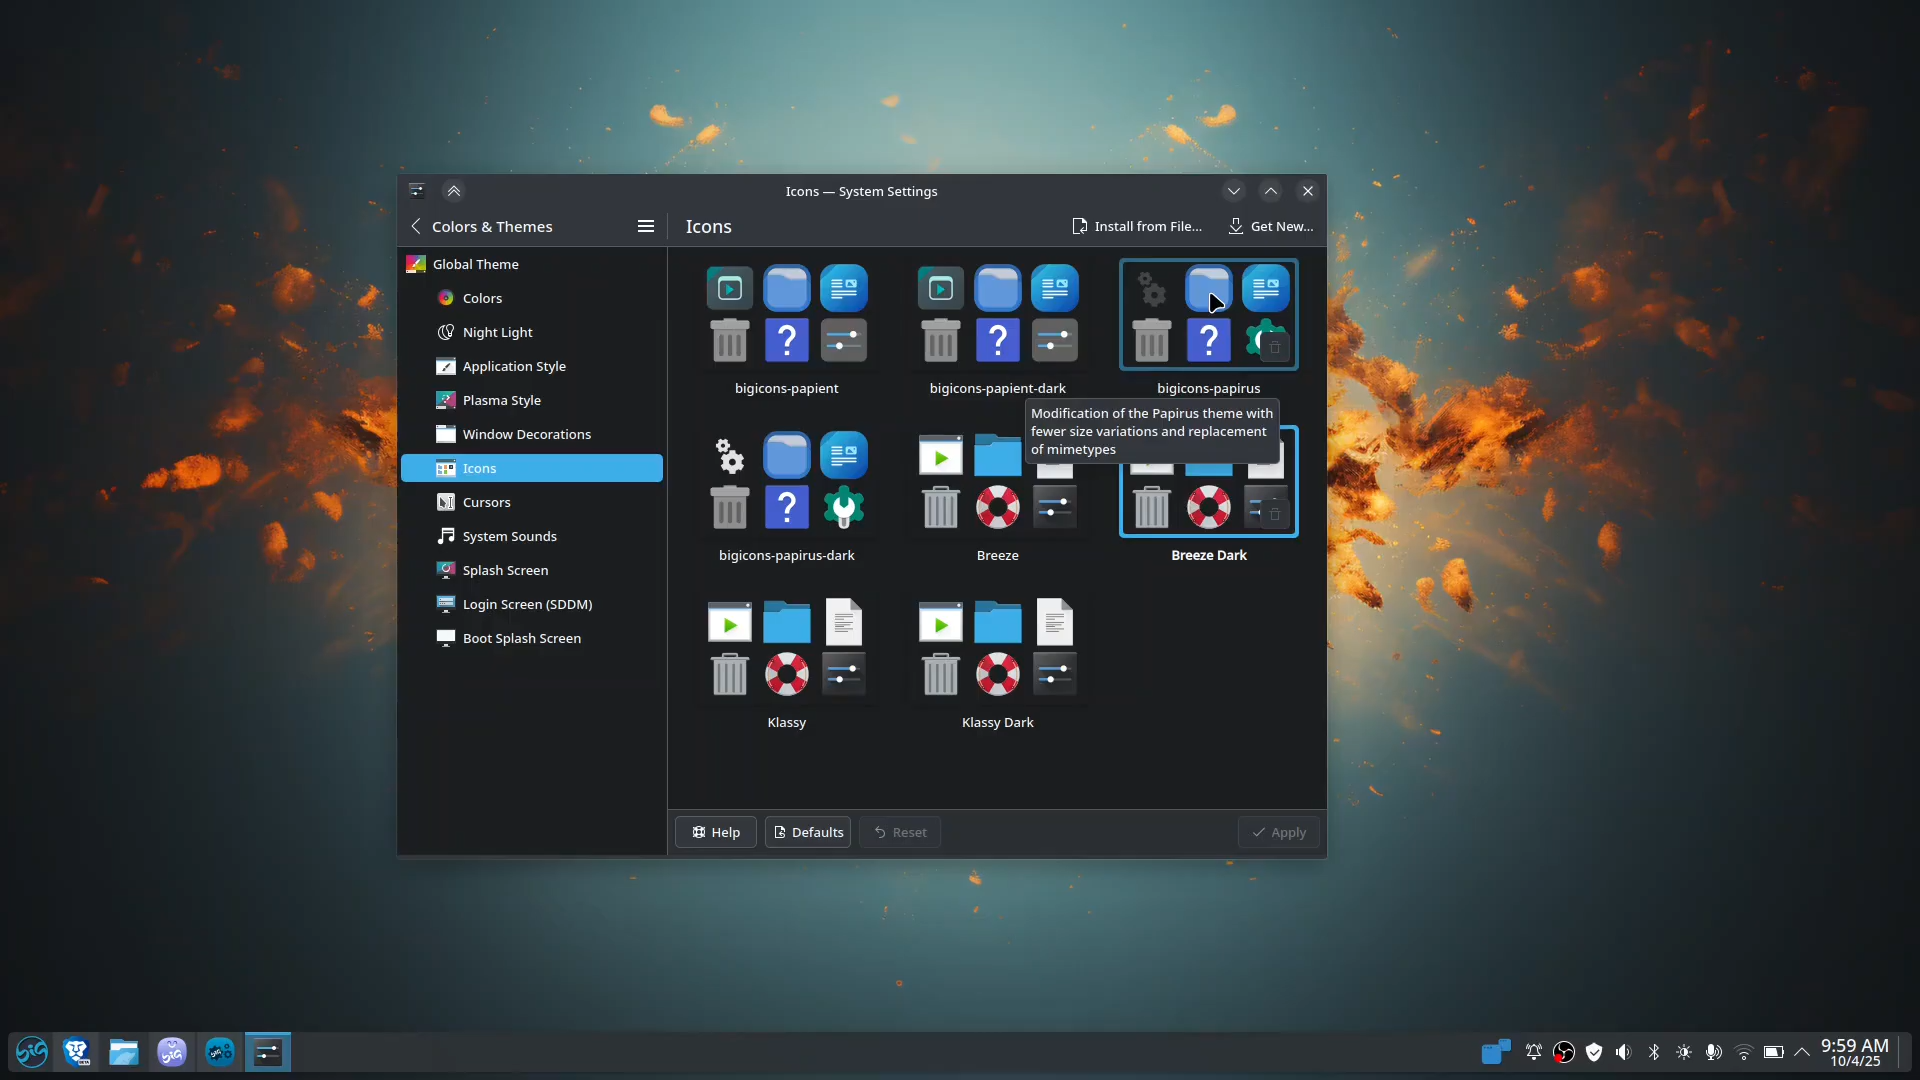 Icons — System Settings
Colors & Themes
Icons
Install from File...
Get New...
Global Theme
Colors
Night Light
Application Style
Plasma Style
Window Decorations
Icons
Cursors
System Sounds
Splash Screen
Login Screen (SDDM)
Boot Splash Screen
bigicons-papient
bigicons-papient-dark
bigicons-papirus
Modification of the Papirus theme with
fewer size variations and replacement
of mimetypes
bigicons-papirus-dark
Breeze
Breeze Dark
Klassy
Klassy Dark
Help
Defaults
Reset
Apply
9:59 AM
10/4/25